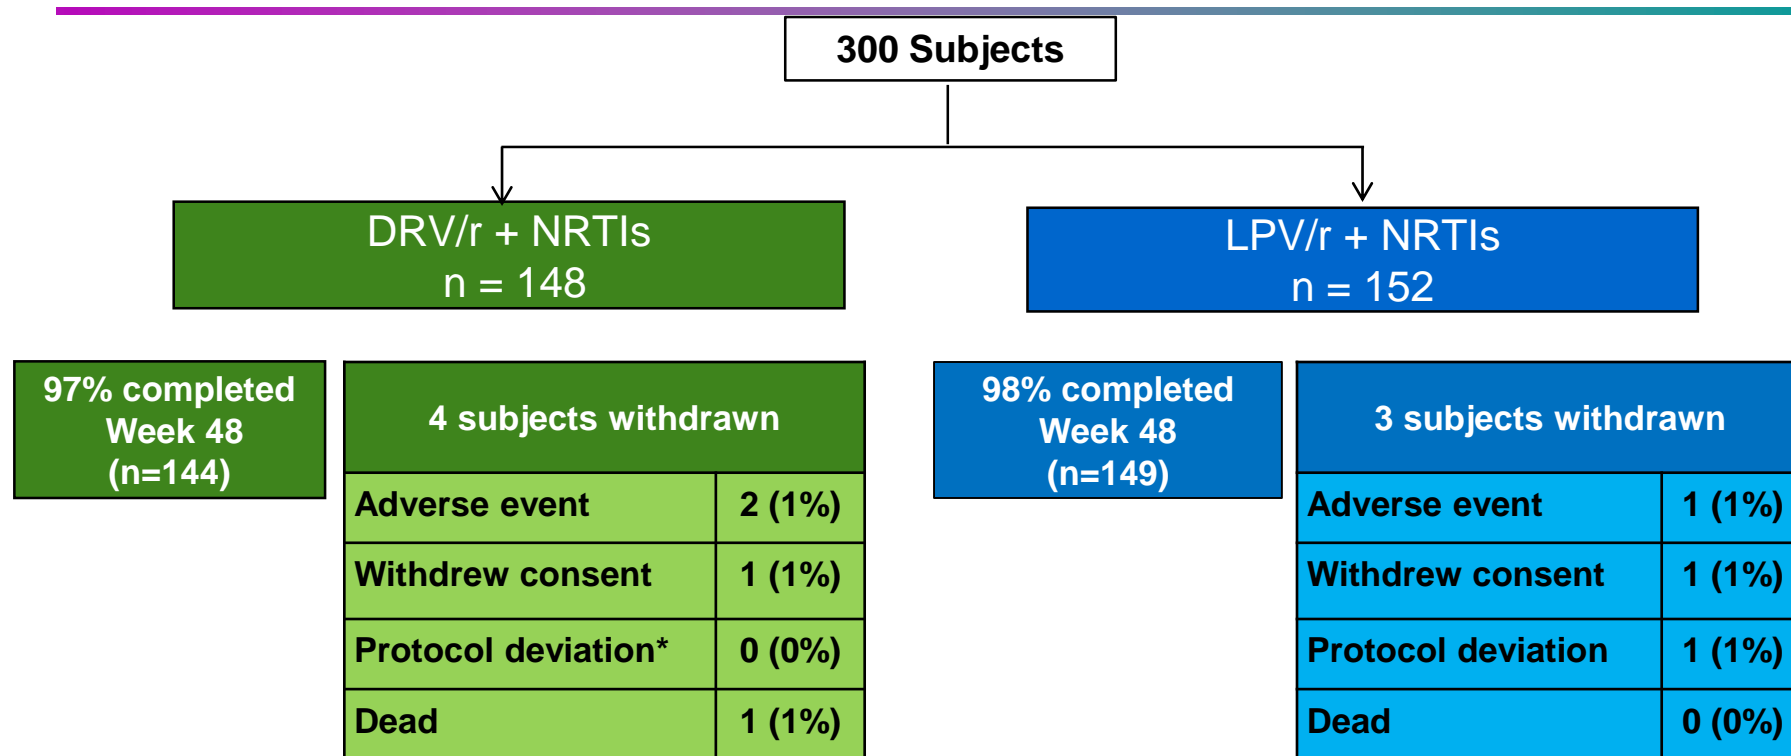 300 Subjects
DRV/r + NRTIs
n = 148
LPV/r + NRTIs
n = 152
97% completed
Week 48
(n=144)
4 subjects withdrawn
Adverse event 2 (1%)
Withdrew consent 1 (1%)
Protocol deviation* 0 (0%)
Dead 1 (1%)
98% completed
Week 48
(n=149)
3 subjects withdrawn
Adverse event 1 (1%)
Withdrew consent 1 (1%)
Protocol deviation 1 (1%)
Dead 0 (0%)